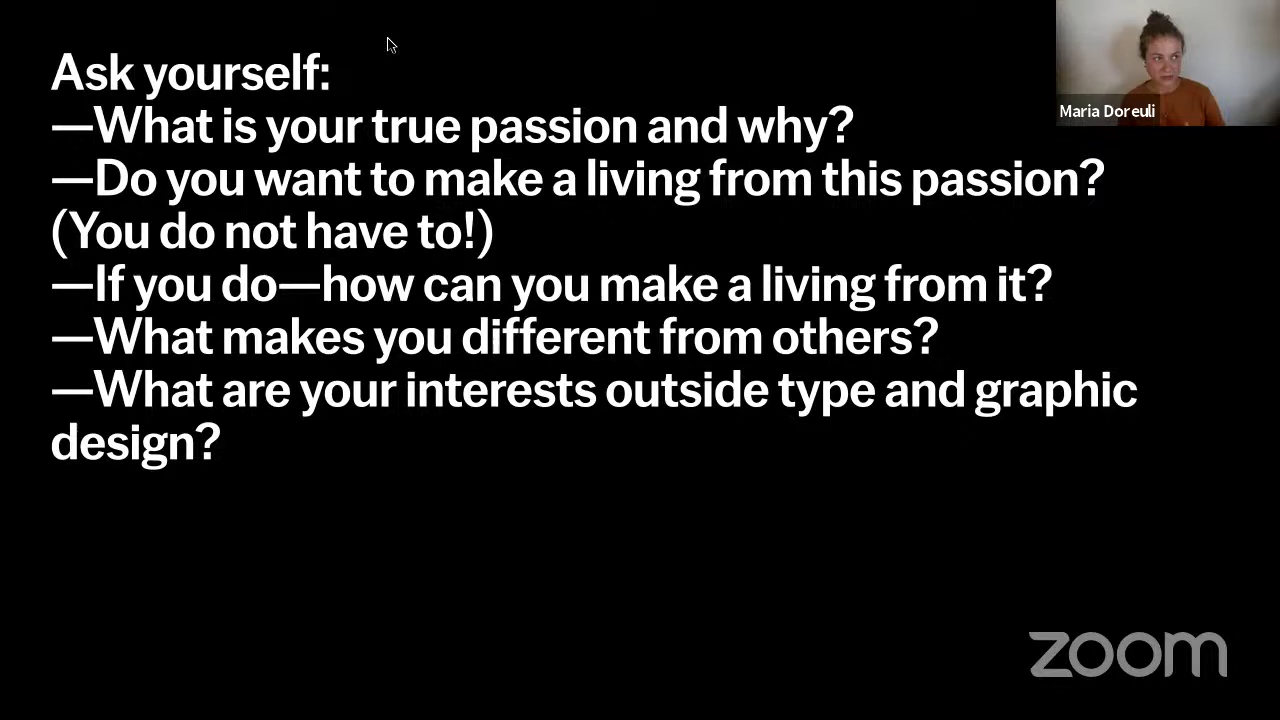 Ask yourself:
—What is your true passion and why?
—Do you want to make a living from this passion?
(You do not have to!)
—If you do—how can you make a living from it?
—What makes you different from others?
—What are your interests outside type and graphic
design?
Maria Doreuli
zoom